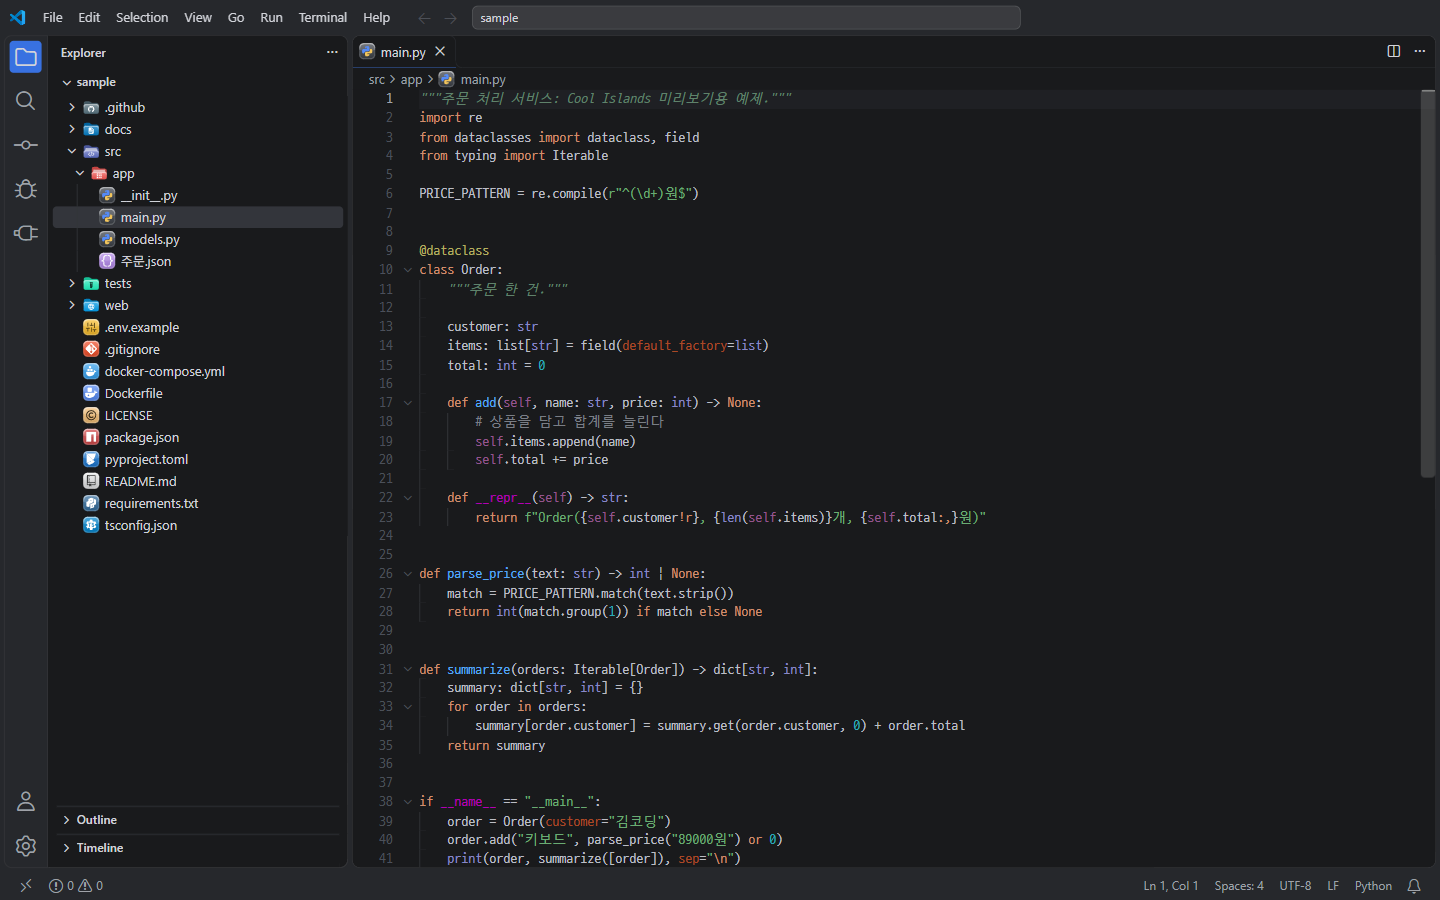 File Edit Selection View Go Run Terminal Help
sample
Explorer
sample
.github
docs
src
app
__init__.py
main.py
models.py
주문.json
tests
web
.env.example
.gitignore
docker-compose.yml
Dockerfile
LICENSE
package.json
pyproject.toml
README.md
requirements.txt
tsconfig.json
Outline
Timeline
main.py
src > app > main.py
1 """주문 처리 서비스: Cool Islands 미리보기용 예제."""
2 import re
3 from dataclasses import dataclass, field
4 from typing import Iterable
5
6 PRICE_PATTERN = re.compile(r"^(\d+)원$")
7
8
9 @dataclass
10 class Order:
11     """주문 한 건."""
12
13     customer: str
14     items: list[str] = field(default_factory=list)
15     total: int = 0
16
17     def add(self, name: str, price: int) -> None:
18         # 상품을 담고 합계를 늘린다
19         self.items.append(name)
20         self.total += price
21
22     def __repr__(self) -> str:
23         return f"Order({self.customer!r}, {len(self.items)}개, {self.total:,}원)"
24
25
26 def parse_price(text: str) -> int | None:
27     match = PRICE_PATTERN.match(text.strip())
28     return int(match.group(1)) if match else None
29
30
31 def summarize(orders: Iterable[Order]) -> dict[str, int]:
32     summary: dict[str, int] = {}
33     for order in orders:
34         summary[order.customer] = summary.get(order.customer, 0) + order.total
35     return summary
36
37
38 if __name__ == "__main__":
39     order = Order(customer="김코딩")
40     order.add("키보드", parse_price("89000원") or 0)
41     print(order, summarize([order]), sep="\n")
0 0
Ln 1, Col 1 Spaces: 4 UTF-8 LF Python